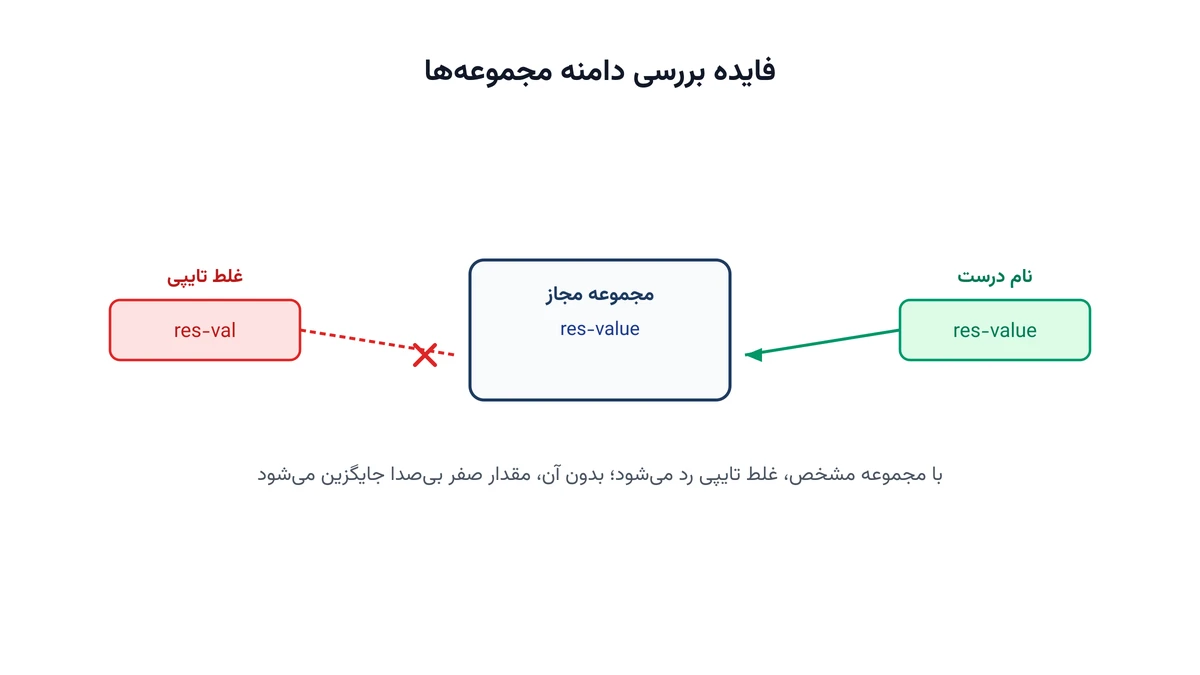 فایده بررسی دامنه مجموعه‌ها
نام درست
res-value
مجموعه مجاز
res-value
غلط تایپی
res-val
با مجموعه مشخص، غلط تایپی رد می‌شود؛ بدون آن، مقدار صفر بی‌صدا جایگزین می‌شود